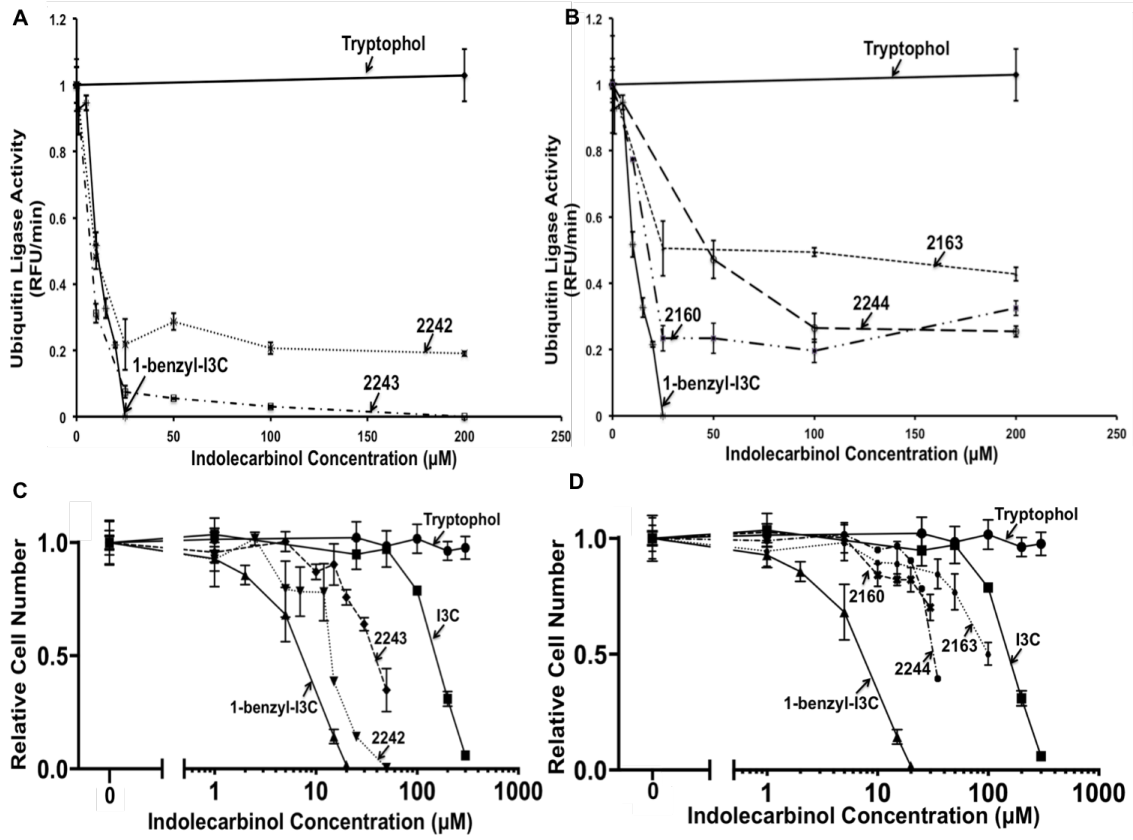 A
1.2
1
0.8
0.6
0.4
0.2
0
Ubiquitin Ligase Activity
(RFU/min)
Tryptophol
2242
1-benzyl-I3C
2243
0 50 100 150 200 250
Indolecarbinol Concentration (µM)
B
1.2
1
0.8
0.6
0.4
0.2
0
Ubiquitin Ligase Activity
(RFU/min)
Tryptophol
2163
2244
2160
1-benzyl-I3C
0 50 100 150 200 250
Indolecarbinol Concentration (µM)
C
1.0
0.5
0.0
Relative Cell Number
Tryptophol
I3C
2243
1-benzyl-I3C
2242
0 1 10 100 1000
Indolecarbinol Concentration (µM)
D
1.0
0.5
0.0
Relative Cell Number
Tryptophol
2160
2163
I3C
2244
1-benzyl-I3C
0 1 10 100 1000
Indolecarbinol Concentration (µM)